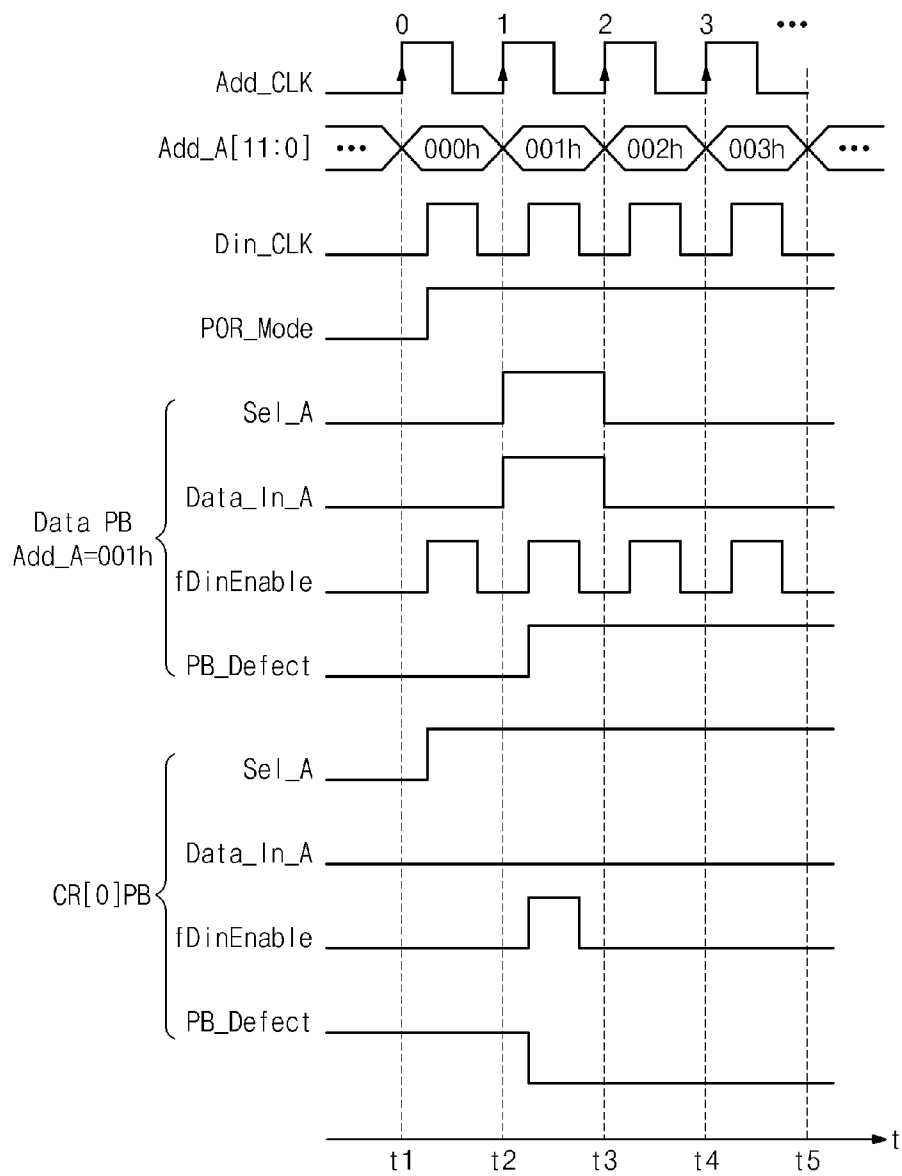 0 1 2 3 •••
Add_CLK
Add_A[11:0] ••• 000h 001h 002h 003h •••
Din_CLK
POR_Mode
Sel_A
Data_In_A
Data PB
Add_A=001h
fDinEnable
PB_Defect
Sel_A
Data_In_A
CR[0]PB
fDinEnable
PB_Defect
t
t1 t2 t3 t4 t5